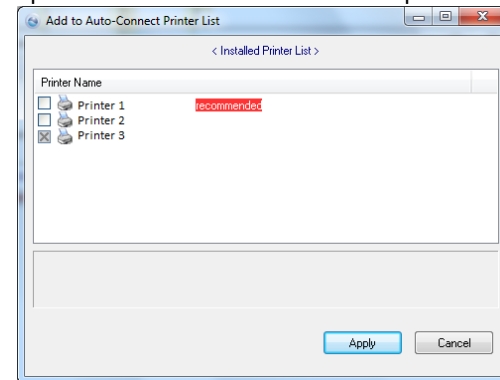 Add to Auto-Connect Printer List
< Installed Printer List >
Printer Name
Printer 1 recommended
Printer 2
Printer 3
Apply Cancel